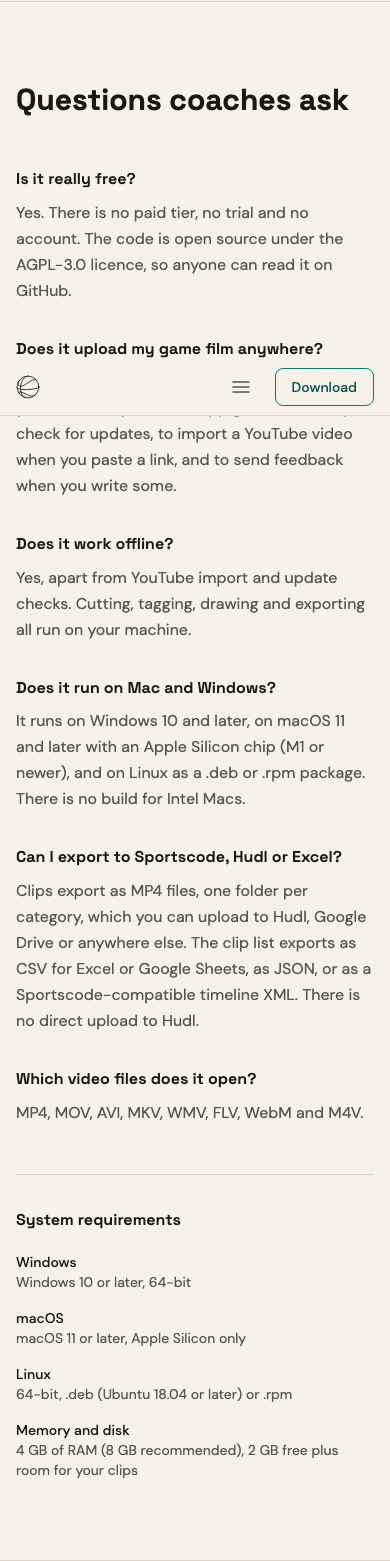 Questions coaches ask
Is it really free?
Yes. There is no paid tier, no trial and no
account. The code is open source under the
AGPL-3.0 licence, so anyone can read it on
GitHub.
Does it upload my game film anywhere?
Download
check for updates, to import a YouTube video
when you paste a link, and to send feedback
when you write some.
Does it work offline?
Yes, apart from YouTube import and update
checks. Cutting, tagging, drawing and exporting
all run on your machine.
Does it run on Mac and Windows?
It runs on Windows 10 and later, on macOS 11
and later with an Apple Silicon chip (M1 or
newer), and on Linux as a .deb or .rpm package.
There is no build for Intel Macs.
Can I export to Sportscode, Hudl or Excel?
Clips export as MP4 files, one folder per
category, which you can upload to Hudl, Google
Drive or anywhere else. The clip list exports as
CSV for Excel or Google Sheets, as JSON, or as a
Sportscode-compatible timeline XML. There is
no direct upload to Hudl.
Which video files does it open?
MP4, MOV, AVI, MKV, WMV, FLV, WebM and M4V.
System requirements
Windows
Windows 10 or later, 64-bit
macOS
macOS 11 or later, Apple Silicon only
Linux
64-bit, .deb (Ubuntu 18.04 or later) or .rpm
Memory and disk
4 GB of RAM (8 GB recommended), 2 GB free plus
room for your clips